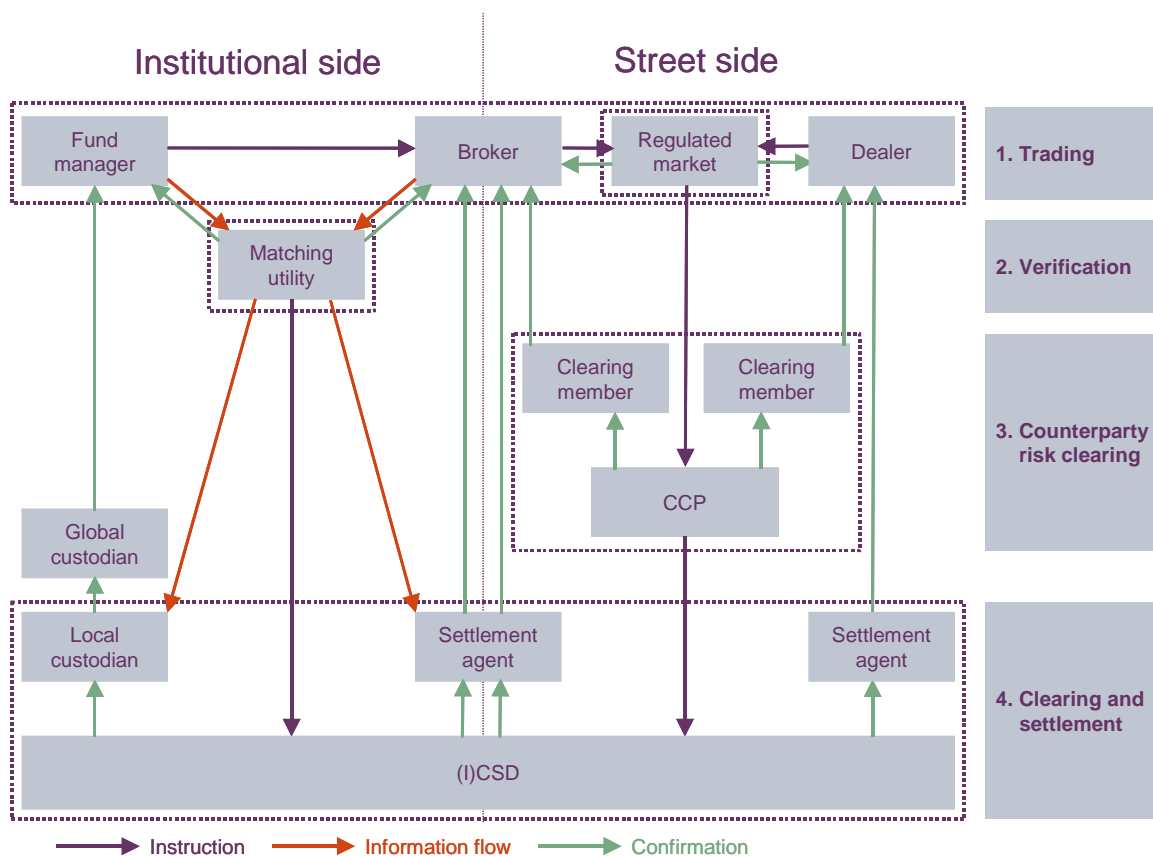 Institutional side
Street side
Fund
manager
Broker
Regulated
market
Dealer
1. Trading
Matching
utility
2. Verification
Clearing
member
Clearing
member
3. Counterparty
risk clearing
CCP
Global
custodian
Local
custodian
Settlement
agent
Settlement
agent
4. Clearing and
settlement
(I)CSD
Instruction
Information flow
Confirmation